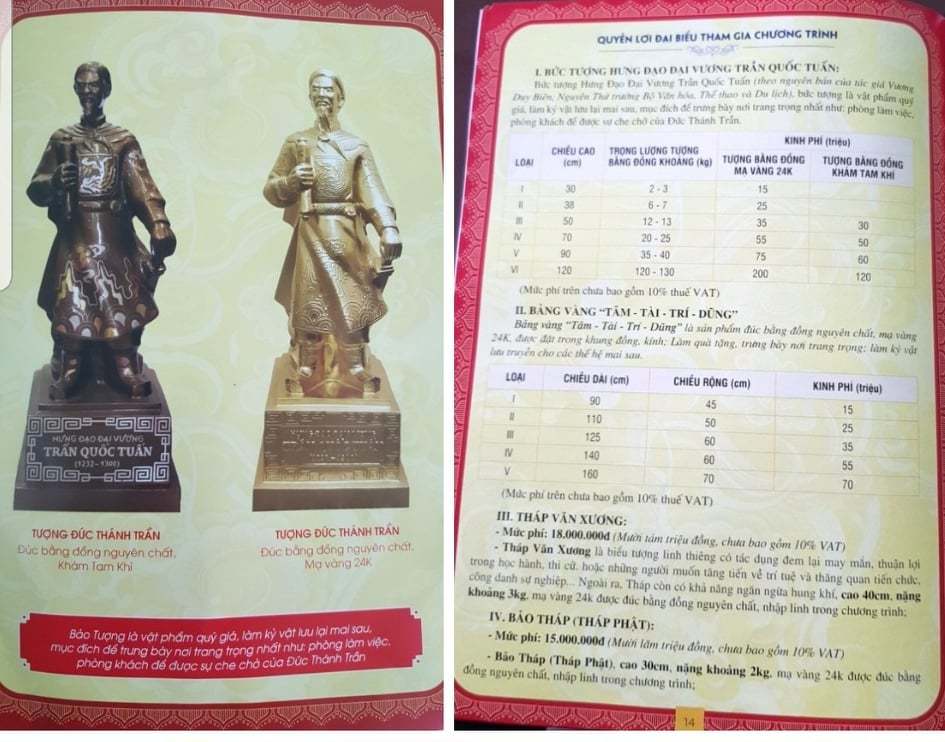 HƯNG ĐẠO ĐẠI VƯƠNG
TRẦN QUỐC TUẤN
(1232 - 1300)
TƯỢNG ĐỨC THÁNH TRẦN
Đúc bằng đồng nguyên chất,
Khảm Tam Khí
TƯỢNG ĐỨC THÁNH TRẦN
Đúc bằng đồng nguyên chất,
Mạ vàng 24K
Bảo Tượng là vật phẩm quý giá, làm kỷ vật lưu lại mai sau,
mục đích để trưng bày nơi trang trọng nhất như: phòng làm việc,
phòng khách để được sự che chở của Đức Thánh Trần
QUYỀN LỢI ĐẠI BIỂU THAM GIA CHƯƠNG TRÌNH
I. BỨC TƯỢNG HƯNG ĐẠO ĐẠI VƯƠNG TRẦN QUỐC TUẤN:
Bức tượng Hưng Đạo Đại Vương Trần Quốc Tuấn (theo nguyên bản của tác giả Vương
Duy Biên, Nguyên Thứ trưởng Bộ Văn hóa, Thể thao và Du lịch), bức tượng là vật phẩm quý
giá, làm kỷ vật lưu lại mai sau, mục đích để trưng bày nơi trang trọng nhất như: phòng làm việc,
phòng khách để được sự che chở của Đức Thánh Trần.
LOẠI CHIỀU CAO (cm) TRỌNG LƯỢNG TƯỢNG BẰNG ĐỒNG KHOẢNG (kg) KINH PHÍ (triệu)
TƯỢNG BẰNG ĐỒNG MẠ VÀNG 24K TƯỢNG BẰNG ĐỒNG KHẢM TAM KHÍ
I 30 2 - 3 15
II 38 6 - 7 25
III 50 12 - 13 35 30
IV 70 20 - 25 55 50
V 90 35 - 40 75 60
VI 120 120 - 130 200 120
(Mức phí trên chưa bao gồm 10% thuế VAT)
II. BẢNG VÀNG “TÂM - TÀI - TRÍ - DŨNG”
Bảng vàng “Tâm - Tài - Trí - Dũng” là sản phẩm đúc bằng đồng nguyên chất, mạ vàng
24K, được đặt trong khung đồng, kính; Làm quà tặng, trưng bày nơi trang trọng; làm kỷ vật
lưu truyền cho các thế hệ mai sau.
LOẠI CHIỀU DÀI (cm) CHIỀU RỘNG (cm) KINH PHÍ (triệu)
I 90 45 15
II 110 50 25
III 125 60 35
IV 140 60 55
V 160 70 70
(Mức phí trên chưa bao gồm 10% thuế VAT)
III. THÁP VĂN XƯƠNG:
- Mức phí: 18.000.000đ (Mười tám triệu đồng, chưa bao gồm 10% VAT)
- Tháp Văn Xương là biểu tượng linh thiêng có tác dụng đem lại may mắn, thuận lợi
trong học hành, thi cử, hoặc những người muốn tăng tiến về trí tuệ và thăng quan tiến chức,
công danh sự nghiệp... Ngoài ra, Tháp còn có khả năng ngăn ngừa hung khí, cao 40cm, nặng
khoảng 3kg, mạ vàng 24k được đúc bằng đồng nguyên chất, nhập linh trong chương trình;
IV. BẢO THÁP (THÁP PHẬT):
- Mức phí: 15.000.000đ (Mười lăm triệu đồng, chưa bao gồm 10% VAT)
- Bảo Tháp (Tháp Phật), cao 30cm, nặng khoảng 2kg, mạ vàng 24k được đúc bằng
đồng nguyên chất, nhập linh trong chương trình;
14